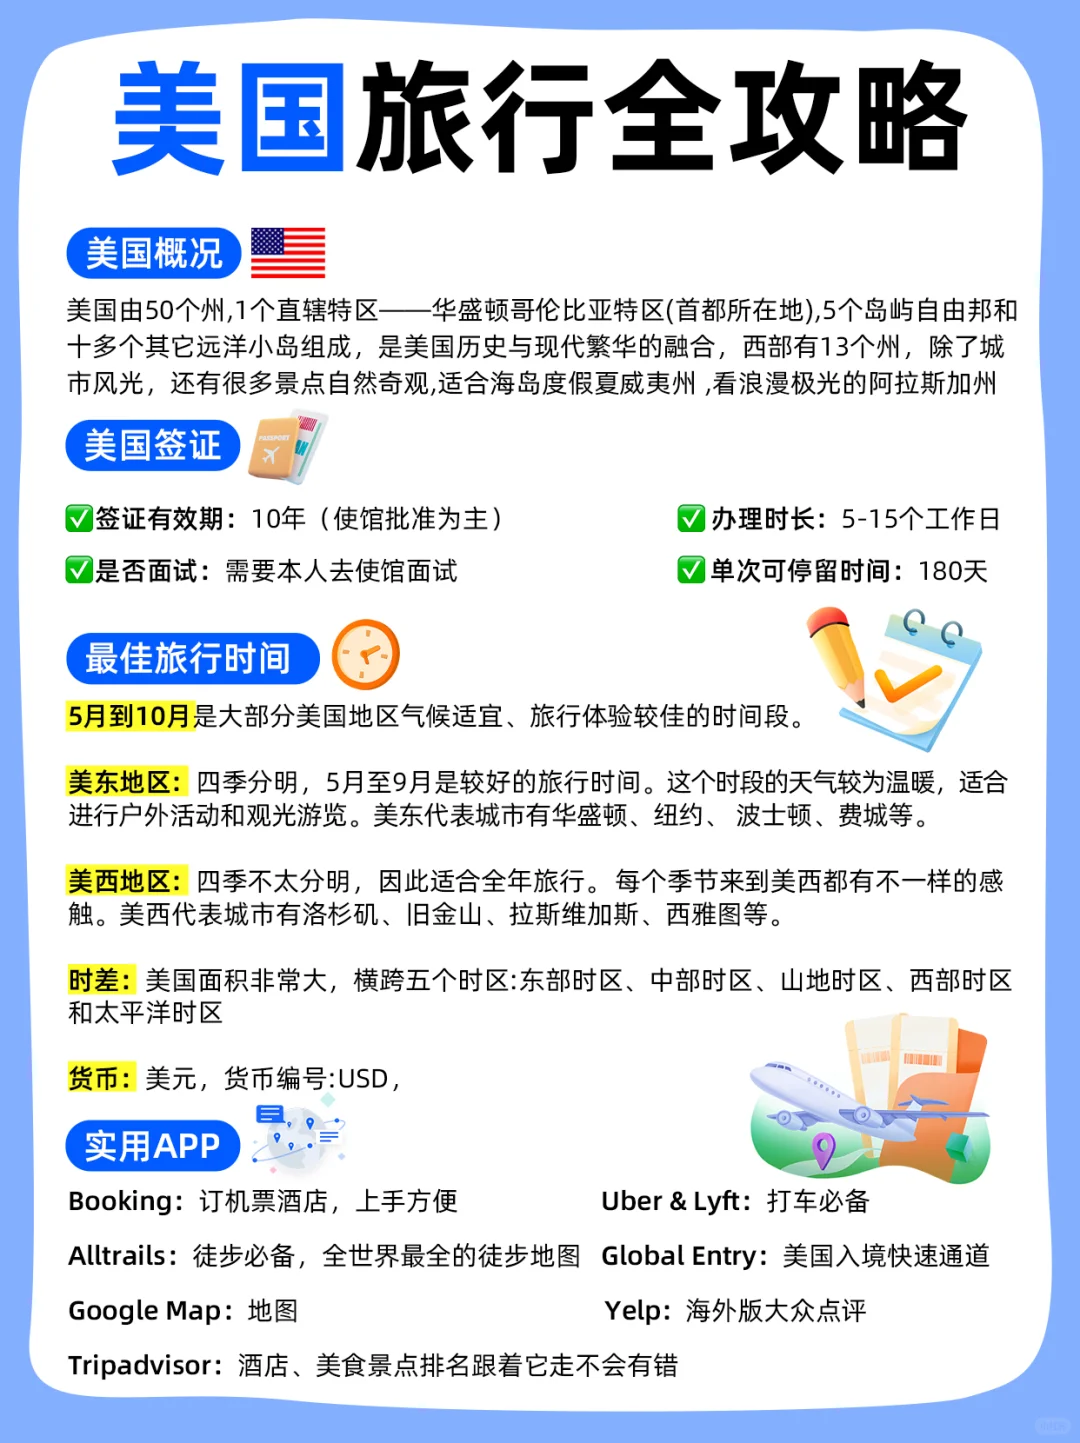 美国旅行全攻略
美国概况
美国由50个州,1个直辖特区——华盛顿哥伦比亚特区(首都所在地),5个岛屿自由邦和
十多个其它远洋小岛组成，是美国历史与现代繁华的融合，西部有13个州，除了城
市风光，还有很多景点自然奇观,适合海岛度假夏威夷州 ,看浪漫极光的阿拉斯加州
美国签证
PASSPORT
签证有效期：10年（使馆批准为主）
办理时长：5-15个工作日
是否面试：需要本人去使馆面试
单次可停留时间：180天
最佳旅行时间
5月到10月是大部分美国地区气候适宜、旅行体验较佳的时间段。
美东地区：四季分明，5月至9月是较好的旅行时间。这个时段的天气较为温暖，适合
进行户外活动和观光游览。美东代表城市有华盛顿、纽约、 波士顿、费城等。
美西地区：四季不太分明，因此适合全年旅行。 每个季节来到美西都有不一样的感
触。美西代表城市有洛杉矶、旧金山、拉斯维加斯、西雅图等。
时差：美国面积非常大，横跨五个时区:东部时区、中部时区、山地时区、西部时区
和太平洋时区
货币：美元，货币编号:USD，
实用APP
Booking：订机票酒店，上手方便
Uber & Lyft：打车必备
Alltrails：徒步必备，全世界最全的徒步地图
Global Entry：美国入境快速通道
Google Map：地图
Yelp：海外版大众点评
Tripadvisor：酒店、美食景点排名跟着它走不会有错